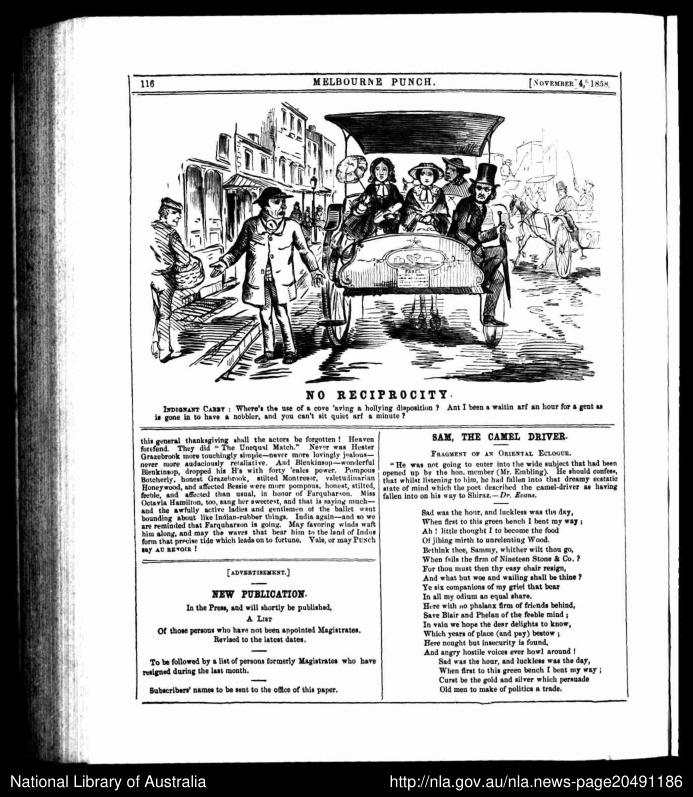 116
MELBOURNE PUNCH.
[NOVEMBER 4, 1858.
NO RECIPROCITY.
INDIGNANT CABBY : Where's the use of a cove 'aving a hollying disposition ? Ant I been a waitin arf an hour for a gent as
is gone in to have a nobbler, and you can't sit quiet arf a minute ?
this general thanksgiving shall the actors be forgotten ! Heaven
forefend. They did "The Unequal Match." Never was Hester
Grazebrook more touchingly simple—never more lovingly jealous—
never more audaciously retaliative. And Blenkinsop—wonderful
Blenkinsop, dropped his H's with forty 'eales power. Pompous
Botcherly, honest Grazebrook, stilted Montresor, valetudinarian
Honeywood, and affected Bessie were more pompous, honest, stilted,
feeble, and affected than usual, in honor of Farquharson. Miss
Octavia Hamilton, too, sang her sweetest, and that is saying much—
and the awfully active ladies and gentlemen of the ballet went
bounding about like Indian-rubber things. India again—and so we
are reminded that Farquharson is going. May favoring winds waft
him along, and may the waves that bear him to the land of Indus
form that precise tide which leads on to fortune. Vale, or may PUNCH
say AU REVOIR !
[ADVERTISEMENT.]
NEW PUBLICATION.
In the Press, and will shortly be published,
A LIST
Of those persons who have not been appointed Magistrates.
Revised to the latest dates.
To be followed by a list of persons formerly Magistrates who have
resigned during the last month.
Subscribers' names to be sent to the office of this paper.
SAM, THE CAMEL DRIVER.
FRAGMENT OF AN ORIENTAL ECLOGUE.
"He was not going to enter into the wide subject that had been
opened up by the hon. member (Mr. Embling). He should confess,
that whilst listening to him, he had fallen into that dreamy ecstatic
state of mind which the poet described the camel-driver as having
fallen into on his way to Shiraz.—Dr. Evans.
Sad was the hour, and luckless was the day,
When first to this green bench I bent my way ;
Ah ! little thought I to become the food
Of jibing mirth to unrelenting Wood.
Bethink thee, Sammy, whither wilt thou go,
When fails the firm of Nineteen Stone & Co. ?
For thou must then thy easy chair resign,
And what but woe and wailing shall be thine ?
Ye six companions of my grief that bear
In all my odium an equal share.
Here with no phalanx firm of friends behind,
Save Blair and Phelan of the feeble mind ;
In vain we hope the dear delights to know,
Which years of place (and pay) bestow ;
Here nought but insecurity is found,
And angry hostile voices ever howl around !
Sad was the hour, and luckless was the day,
When first to this green bench I bent my way ;
Curst be the gold and silver which persuade
Old men to make of politics a trade.
National Library of Australia
http://nla.gov.au/nla.news-page20491186